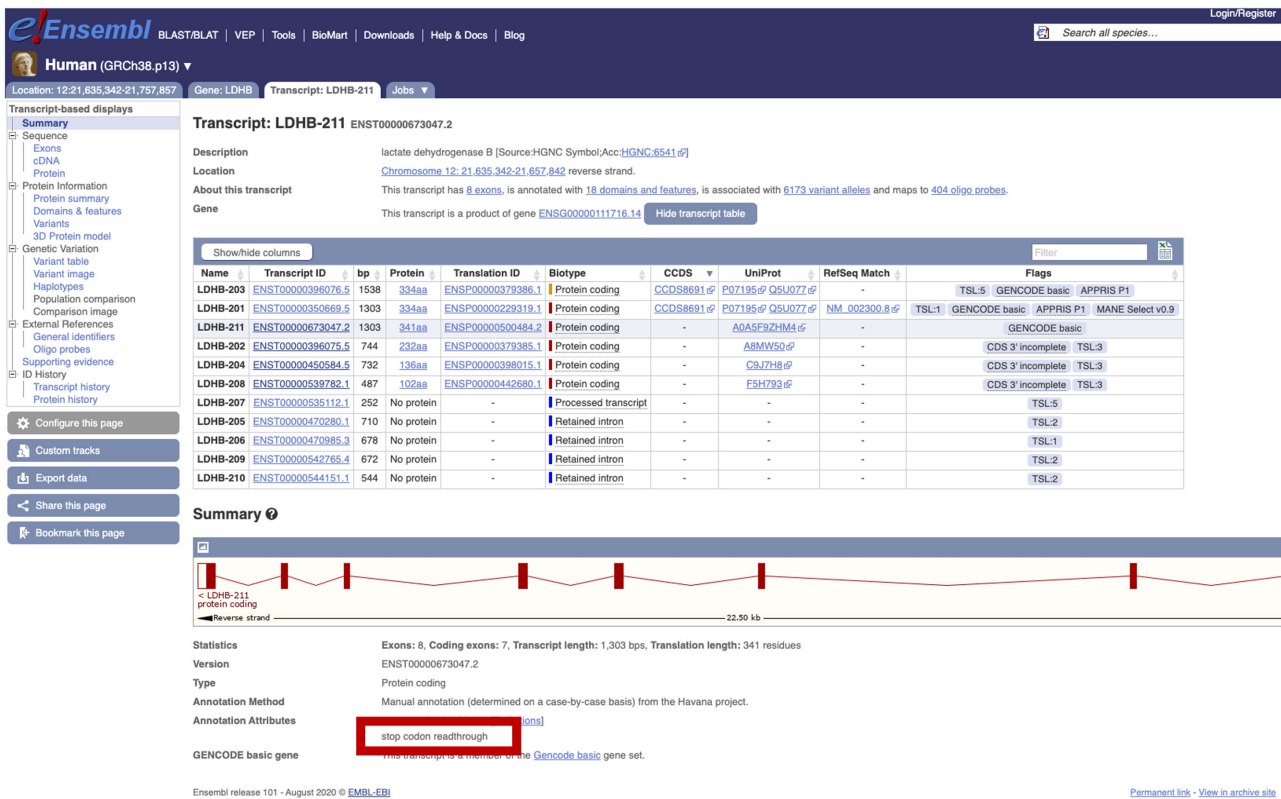 Login/Register
e!Ensembl BLAST/BLAT | VEP | Tools | BioMart | Downloads | Help & Docs | Blog
Search all species...
Human (GRCh38.p13) ▼
Location: 12:21,635,342-21,757,857 Gene: LDHB Transcript: LDHB-211 Jobs ▼
Transcript-based displays
Summary
Sequence
Exons
cDNA
Protein
Protein Information
Protein summary
Domains & features
Variants
3D Protein model
Genetic Variation
Variant table
Variant image
Haplotypes
Population comparison
Comparison image
External References
General identifiers
Oligo probes
Supporting evidence
ID History
Transcript history
Protein history
Configure this page
Custom tracks
Export data
Share this page
Bookmark this page
Transcript: LDHB-211 ENST00000673047.2
Description lactate dehydrogenase B [Source:HGNC Symbol;Acc:HGNC:6541]
Location Chromosome 12: 21,635,342-21,657,842 reverse strand.
About this transcript This transcript has 8 exons, is annotated with 18 domains and features, is associated with 6173 variant alleles and maps to 404 oligo probes.
Gene This transcript is a product of gene ENSG00000111716.14 Hide transcript table
Show/hide columns Filter
Name Transcript ID bp Protein Translation ID Biotype CCDS ▼ UniProt RefSeq Match Flags
LDHB-203 ENST00000396076.5 1538 334aa ENSP00000379386.1 Protein coding CCDS8691 P07195 Q5U077 - TSL:5 GENCODE basic APPRIS P1
LDHB-201 ENST00000350669.5 1303 334aa ENSP00000229319.1 Protein coding CCDS8691 P07195 Q5U077 NM_002300.8 TSL:1 GENCODE basic APPRIS P1 MANE Select v0.9
LDHB-211 ENST00000673047.2 1303 341aa ENSP00000500484.2 Protein coding - A0A5F9ZHM4 - GENCODE basic
LDHB-202 ENST00000396075.5 744 232aa ENSP00000379385.1 Protein coding - A8MW50 - CDS 3' incomplete TSL:3
LDHB-204 ENST00000450584.5 732 136aa ENSP00000398015.1 Protein coding - C9J7H8 - CDS 3' incomplete TSL:3
LDHB-208 ENST00000539782.1 487 102aa ENSP00000442680.1 Protein coding - F5H793 - CDS 3' incomplete TSL:3
LDHB-207 ENST00000535112.1 252 No protein - Processed transcript - - - TSL:5
LDHB-205 ENST00000470280.1 710 No protein - Retained intron - - - TSL:2
LDHB-206 ENST00000470985.3 678 No protein - Retained intron - - - TSL:1
LDHB-209 ENST00000542765.4 672 No protein - Retained intron - - - TSL:2
LDHB-210 ENST00000544151.1 544 No protein - Retained intron - - - TSL:2
Summary
< LDHB-211
protein coding
Reverse strand 22.50 kb
Statistics Exons: 8, Coding exons: 7, Transcript length: 1,303 bps, Translation length: 341 residues
Version ENST00000673047.2
Type Protein coding
Annotation Method Manual annotation (determined on a case-by-case basis) from the Havana project.
Annotation Attributes ions]
stop codon readthrough
GENCODE basic gene This transcript is a member of the Gencode basic gene set.
Ensembl release 101 - August 2020 © EMBL-EBI Permanent link - View in archive site